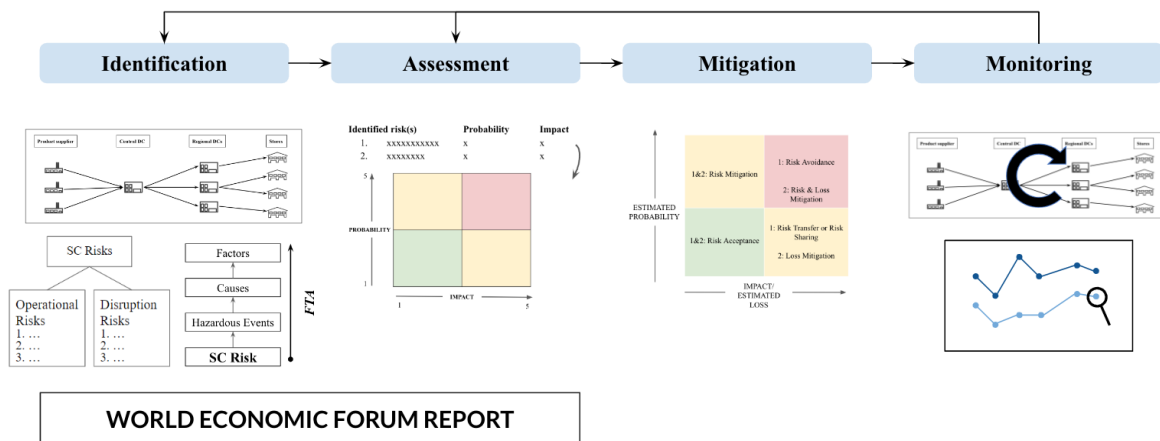 Identification
Assessment
Mitigation
Monitoring
Product supplier
Central DC
Regional DCs
Stores
SC Risks
Operational
Risks
1. …
2. …
3. …
Disruption
Risks
1. …
2. …
3. …
Factors
Causes
Hazardous Events
SC Risk
FTA
Identified risk(s) Probability Impact
1. xxxxxxxxxxx x x
2. xxxxxxxx x x
5
PROBABILITY
1
1 IMPACT 5
ESTIMATED
PROBABILITY
1&2: Risk Mitigation
1: Risk Avoidance
2: Risk & Loss
Mitigation
1&2: Risk Acceptance
1: Risk Transfer or Risk
Sharing
2: Loss Mitigation
IMPACT/
ESTIMATED
LOSS
Product supplier
Central DC
Regional DCs
Stores
WORLD ECONOMIC FORUM REPORT